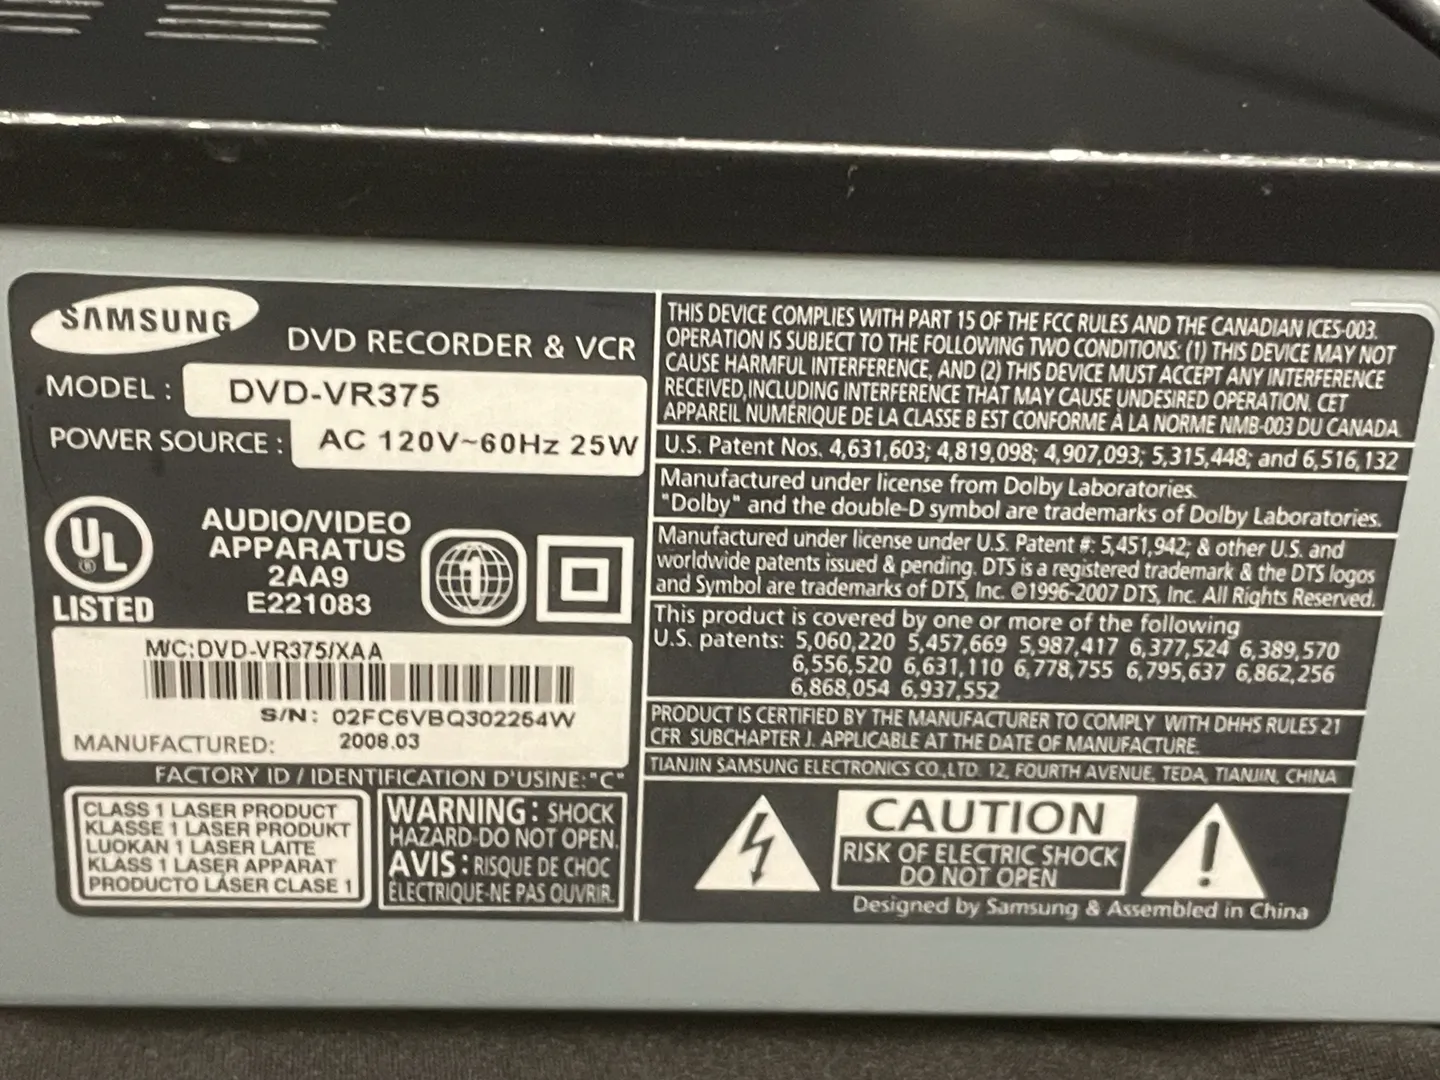 SAMSUNG
DVD RECORDER & VCR
MODEL : DVD-VR375
POWER SOURCE : AC 120V~60Hz 25W
UL
®
LISTED
AUDIO/VIDEO
APPARATUS
2AA9
E221083
1
M/C:DVD-VR375/XAA
S/N: 02FC6VBQ302254W
MANUFACTURED: 2008.03
FACTORY ID / IDENTIFICATION D'USINE: "C"
CLASS 1 LASER PRODUCT
KLASSE 1 LASER PRODUKT
LUOKAN 1 LASER LAITE
KLASS 1 LASER APPARAT
PRODUCTO LÁSER CLASE 1
WARNING: SHOCK
HAZARD-DO NOT OPEN.
AVIS: RISQUE DE CHOC
ÉLECTRIQUE-NE PAS OUVRIR.
THIS DEVICE COMPLIES WITH PART 15 OF THE FCC RULES AND THE CANADIAN ICES-003.
OPERATION IS SUBJECT TO THE FOLLOWING TWO CONDITIONS: (1) THIS DEVICE MAY NOT
CAUSE HARMFUL INTERFERENCE, AND (2) THIS DEVICE MUST ACCEPT ANY INTERFERENCE
RECEIVED, INCLUDING INTERFERENCE THAT MAY CAUSE UNDESIRED OPERATION. CET
APPAREIL NUMÉRIQUE DE LA CLASSE B EST CONFORME À LA NORME NMB-003 DU CANADA.
U.S. Patent Nos. 4,631,603; 4,819,098; 4,907,093; 5,315,448; and 6,516,132
Manufactured under license from Dolby Laboratories.
"Dolby" and the double-D symbol are trademarks of Dolby Laboratories.
Manufactured under license under U.S. Patent #: 5,451,942; & other U.S. and
worldwide patents issued & pending. DTS is a registered trademark & the DTS logos
and Symbol are trademarks of DTS, Inc. ©1996-2007 DTS, Inc. All Rights Reserved.
This product is covered by one or more of the following
U.S. patents: 5,060,220 5,457,669 5,987,417 6,377,524 6,389,570
6,556,520 6,631,110 6,778,755 6,795,637 6,862,256
6,868,054 6,937,552
PRODUCT IS CERTIFIED BY THE MANUFACTURER TO COMPLY WITH DHHS RULES 21
CFR SUBCHAPTER J. APPLICABLE AT THE DATE OF MANUFACTURE.
TIANJIN SAMSUNG ELECTRONICS CO.,LTD. 12, FOURTH AVENUE, TEDA, TIANJIN, CHINA
CAUTION
RISK OF ELECTRIC SHOCK
DO NOT OPEN
Designed by Samsung & Assembled in China